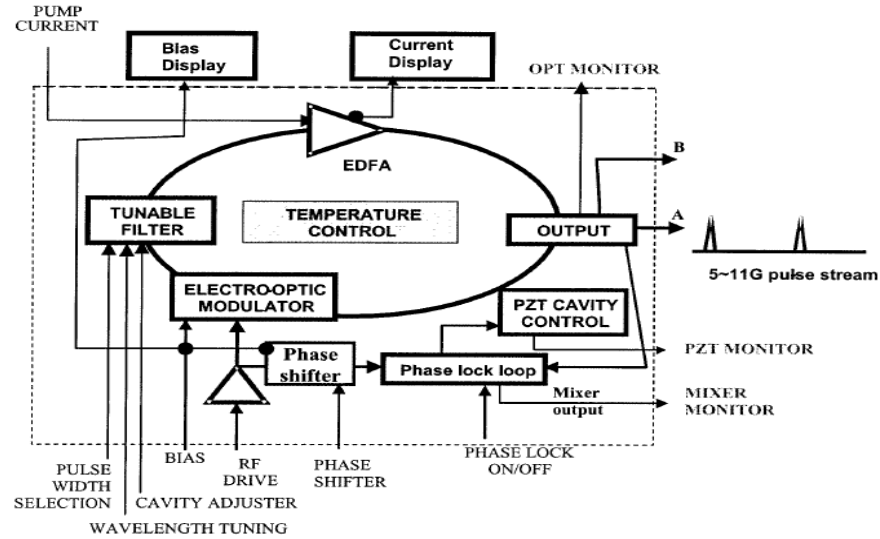 PUMP
CURRENT
Bias
Display
Current
Display
OPT MONITOR
EDFA
B
TUNABLE
FILTER
TEMPERATURE
CONTROL
A
OUTPUT
5~11G pulse stream
ELECTRO-OPTIC
MODULATOR
PZT CAVITY
CONTROL
Phase
shifter
Phase lock loop
PZT MONITOR
Mixer
output
MIXER
MONITOR
BIAS
RF
DRIVE
PHASE
SHIFTER
PHASE LOCK
ON/OFF
PULSE
WIDTH
SELECTION
CAVITY ADJUSTER
WAVELENGTH TUNING